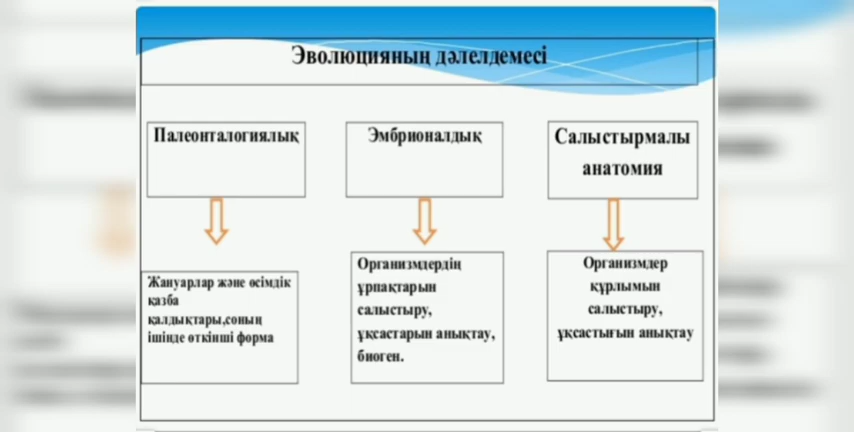 Эволюцияның дәлелдемесі
Палеонталогиялық
Эмбрионалдық
Салыстырмалы
анатомия
Жануарлар және өсімдік
қазба
қалдықтары,соның
ішінде өткінші форма
Организмдердің
ұрпақтарын
салыстыру,
ұқсастарын анықтау,
биоген.
Организмдер
құрлымын
салыстыру,
ұқсастығын анықтау